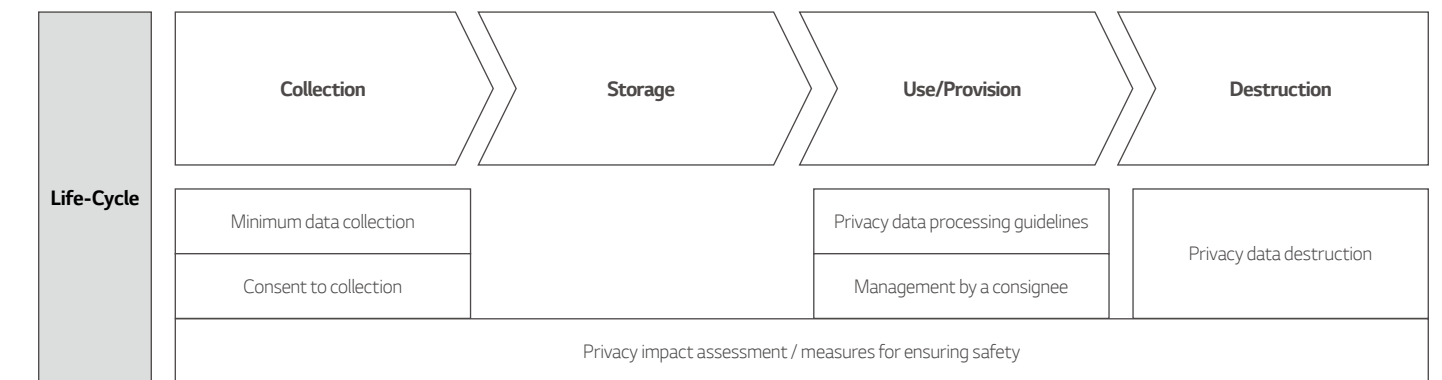 Life-Cycle
Collection
Storage
Use/Provision
Destruction
Minimum data collection
Consent to collection
Privacy data processing guidelines
Management by a consignee
Privacy data destruction
Privacy impact assessment / measures for ensuring safety